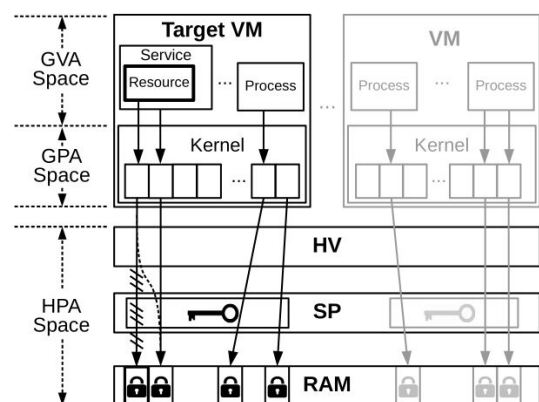 GVA
Space
GPA
Space
HPA
Space
Target VM
Service
Resource
...
Process
Kernel
...
...
VM
Process
...
Process
Kernel
...
HV
SP
RAM